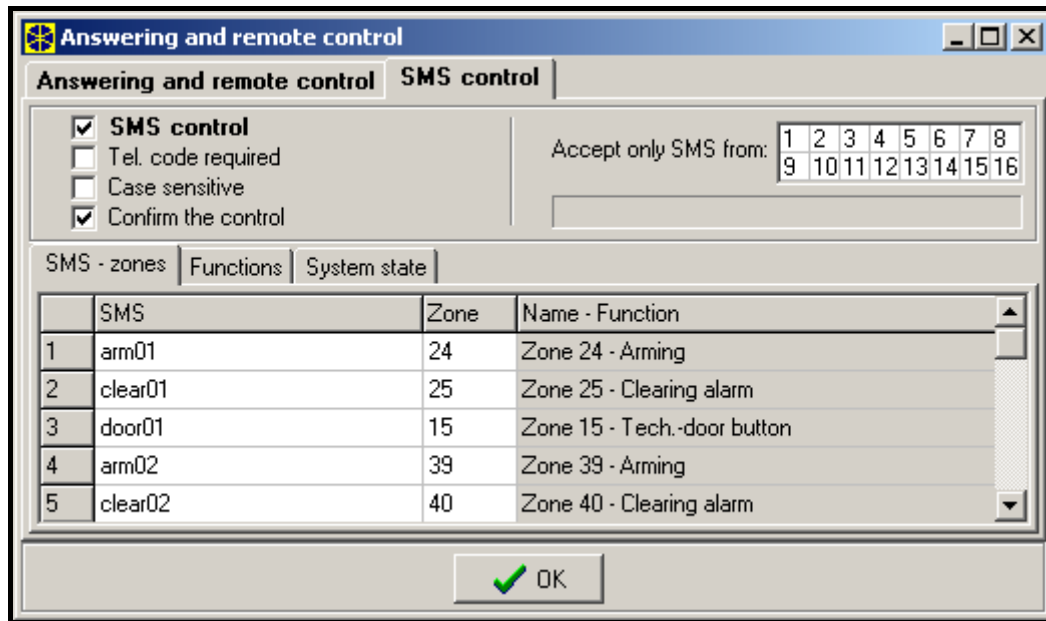 Answering and remote control
Answering and remote control SMS control
SMS control
Tel. code required
Case sensitive
Confirm the control
Accept only SMS from:
1 2 3 4 5 6 7 8
9 10 11 12 13 14 15 16
SMS - zones Functions System state
SMS Zone Name - Function
1 arm01 24 Zone 24 - Arming
2 clear01 25 Zone 25 - Clearing alarm
3 door01 15 Zone 15 - Tech.-door button
4 arm02 39 Zone 39 - Arming
5 clear02 40 Zone 40 - Clearing alarm
OK